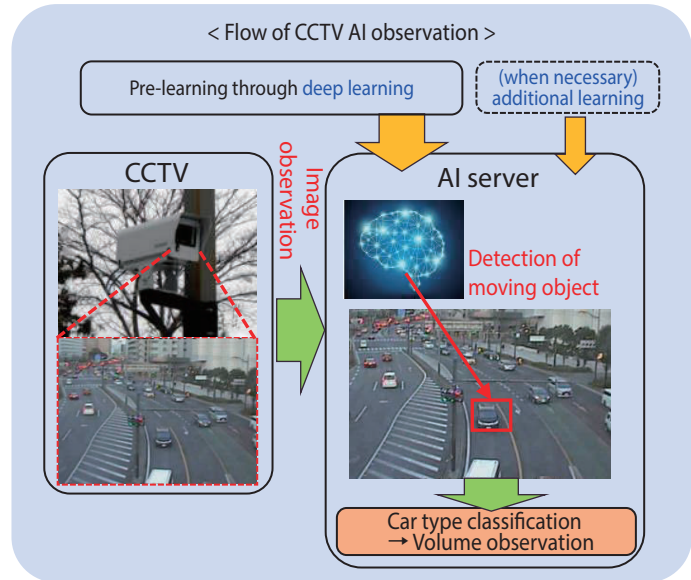 < Flow of CCTV AI observation >
Pre-learning through deep learning
(when necessary)
additional learning
CCTV
Image
observation
AI server
Detection of
moving object
Car type classification
→ Volume observation